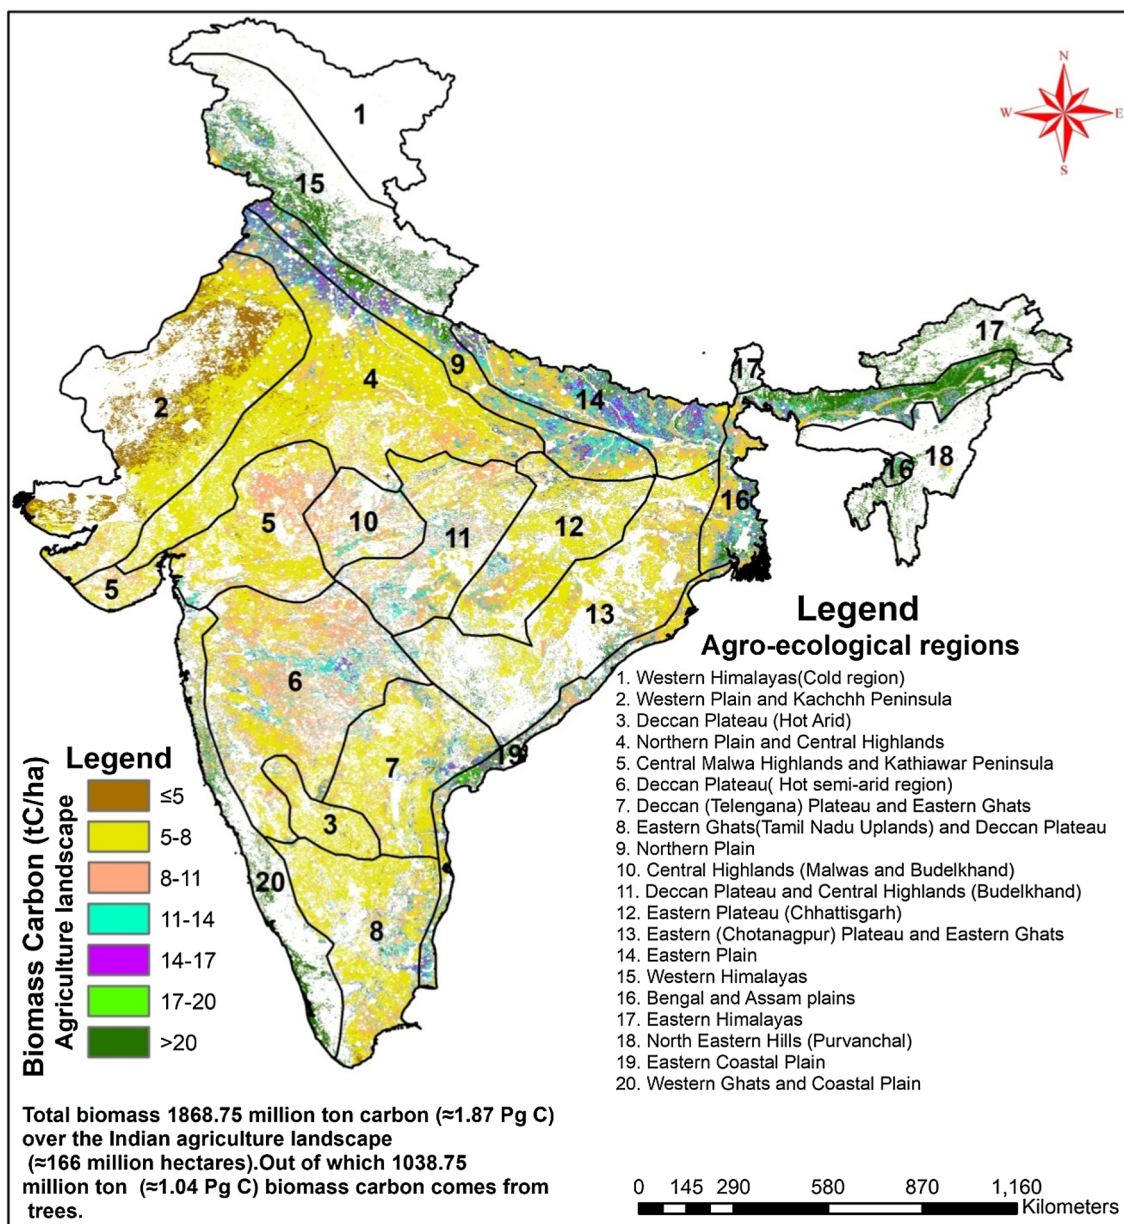 N
W
E
S
1
15
2
4
9
14
17
17
18
16
5
10
11
12
16
5
13
6
7
19
3
20
8
Legend
Agro-ecological regions
1. Western Himalayas(Cold region)
2. Western Plain and Kachchh Peninsula
3. Deccan Plateau (Hot Arid)
4. Northern Plain and Central Highlands
5. Central Malwa Highlands and Kathiawar Peninsula
6. Deccan Plateau( Hot semi-arid region)
7. Deccan (Telengana) Plateau and Eastern Ghats
8. Eastern Ghats(Tamil Nadu Uplands) and Deccan Plateau
9. Northern Plain
10. Central Highlands (Malwas and Budelkhand)
11. Deccan Plateau and Central Highlands (Budelkhand)
12. Eastern Plateau (Chhattisgarh)
13. Eastern (Chotanagpur) Plateau and Eastern Ghats
14. Eastern Plain
15. Western Himalayas
16. Bengal and Assam plains
17. Eastern Himalayas
18. North Eastern Hills (Purvanchal)
19. Eastern Coastal Plain
20. Western Ghats and Coastal Plain
Legend
Biomass Carbon (tC/ha)
Agriculture landscape
≤5
5-8
8-11
11-14
14-17
17-20
>20
Total biomass 1868.75 million ton carbon (≈1.87 Pg C)
over the Indian agriculture landscape
(≈166 million hectares).Out of which 1038.75
million ton (≈1.04 Pg C) biomass carbon comes from
trees.
0 145 290 580 870 1,160
Kilometers